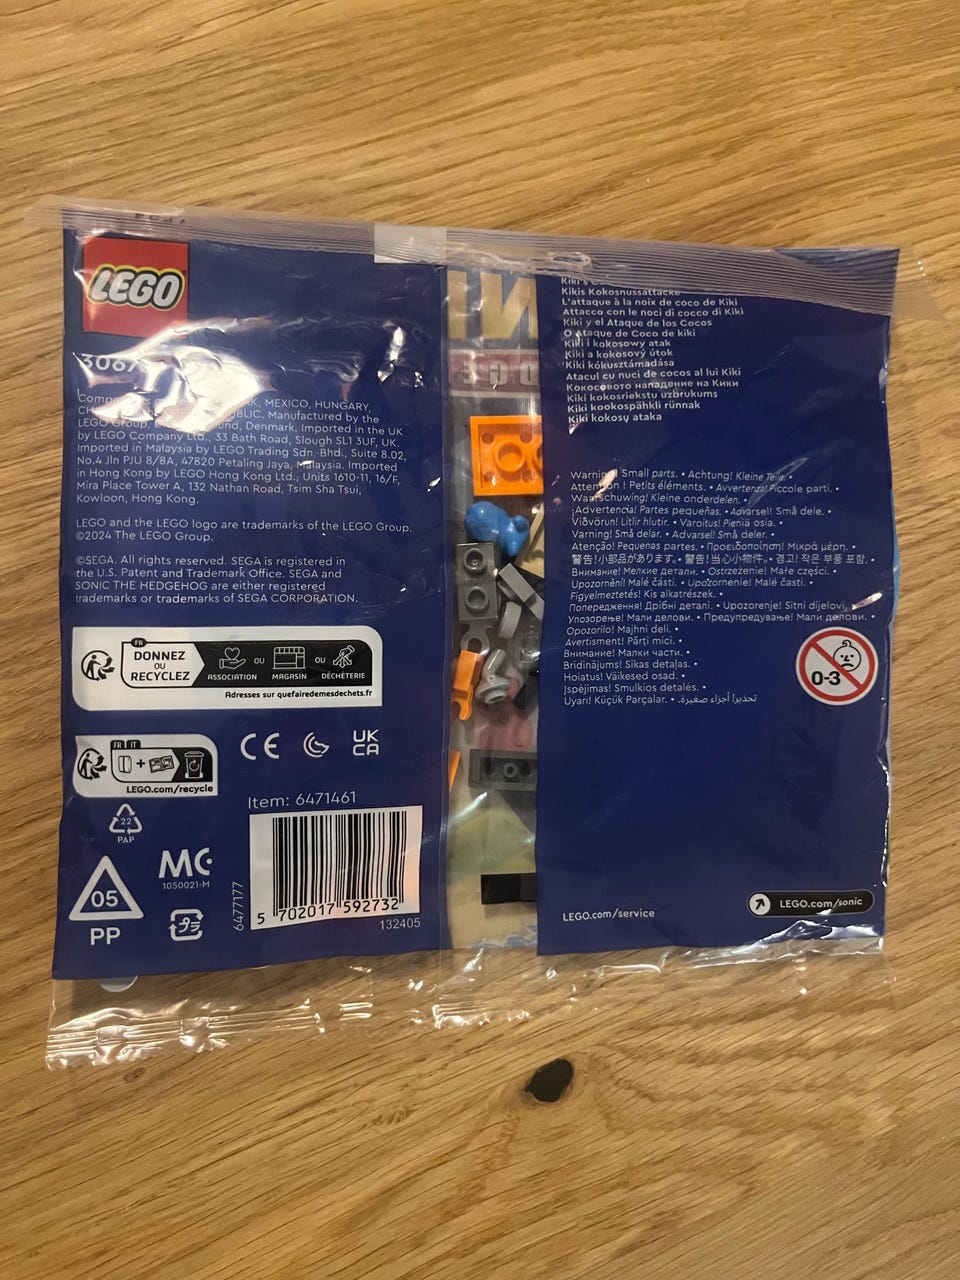 LEGO
Kikis Kokosnussattacke
L'attaque à la noix de coco de Kiki
Attacco con le noci di cocco di Kiki
Kiki y el Ataque de los Cocos
O Ataque de Coco de kiki
Kiki i kokosowy atak
Kiki a kokosový útok
Kiki kókusztámadása
Atacul cu nuci de cocos al lui Kiki
Кокосовото нападение на Кики
Kiki kokosriekstu uzbrukums
Kiki kookospähkli rünnak
Kiki kokosų ataka
MEXICO, HUNGARY,
Manufactured by the
LEGO Group, Denmark. Imported in the UK
by LEGO Company Ltd., 33 Bath Road, Slough SL1 3UF, UK.
Imported in Malaysia by LEGO Trading Sdn. Bhd., Suite 8.02,
No.4 Jln PJU 8/8A, 47820 Petaling Jaya, Malaysia. Imported
in Hong Kong by LEGO Hong Kong Ltd., Units 1610-11, 16/F,
Mira Place Tower A, 132 Nathan Road, Tsim Sha Tsui,
Kowloon, Hong Kong.
LEGO and the LEGO logo are trademarks of the LEGO Group.
©2024 The LEGO Group.
©SEGA. All rights reserved. SEGA is registered in
the U.S. Patent and Trademark Office. SEGA and
SONIC THE HEDGEHOG are either registered
trademarks or trademarks of SEGA CORPORATION.
FR
DONNEZ
OU
RECYCLEZ
ASSOCIATION
OU
MAGASIN
OU
DÉCHÈTERIE
Adresses sur quefairedemesdechets.fr
FR IT
LEGO.com/recycle
CE
UK
CA
22
PAP
05
PP
MC
1050021-M
Item: 6471461
6477177
5 702017 592732
132405
Warning! Small parts. • Achtung! Kleine Teile. •
Attention ! Petits éléments. • Avvertenza! Piccole parti. •
Waarschuwing! Kleine onderdelen. •
¡Advertencia! Partes pequeñas. • Advarsel! Små dele. •
Viðvörun! Litlir hlutir. • Varoitus! Pieniä osia. •
Varning! Små delar. • Advarsel! Små deler. •
Atenção! Pequenas partes. • Προειδοποίηση! Μικρά μέρη. •
警告!小部品があります。• 警告!当心小物件。• 경고! 작은 부품 포함. •
Внимание! Мелкие детали. • Ostrzeżenie! Małe części. •
Upozornění! Malé části. • Upozornenie! Malé časti. •
Figyelmeztetés! Kis alkatrészek. •
Попередження! Дрібні деталі. • Upozorenje! Sitni dijelovi. •
Упозорење! Мали делови. • Предупредување! Мали делови. •
Opozorilo! Majhni deli. •
Avertisment! Părți mici. •
Внимание! Малки части. •
Brīdinājums! Sīkas detaļas. •
Hoiatus! Väikesed osad. •
Įspėjimas! Smulkios detalės. •
Uyarı! Küçük Parçalar. • تحذير! أجزاء صغيرة.
0-3
LEGO.com/service
LEGO.com/sonic